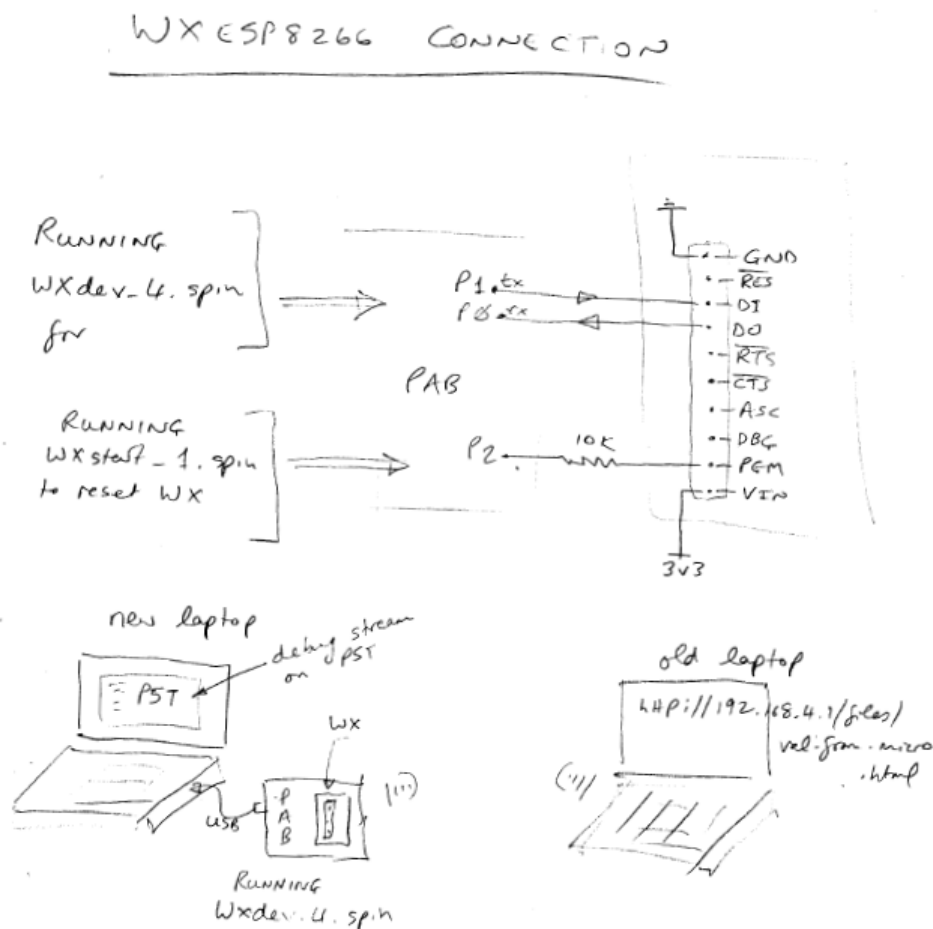 WX ESP8266 CONNECTION
RUNNING
WXdev_4.spin
for
P1 tx
P0 rx
PAB
RUNNING
WXstart_1.spin
to reset WX
P2
10K
GND
RES
DI
DO
RTS
CTS
ASC
DBG
PGM
VIN
3v3
new laptop
debug stream
on PST
PST
WX
USB
PAB
RUNNING
Wxdev_4.spin
old laptop
http://192.168.4.1/files/
val-from-micro
.html